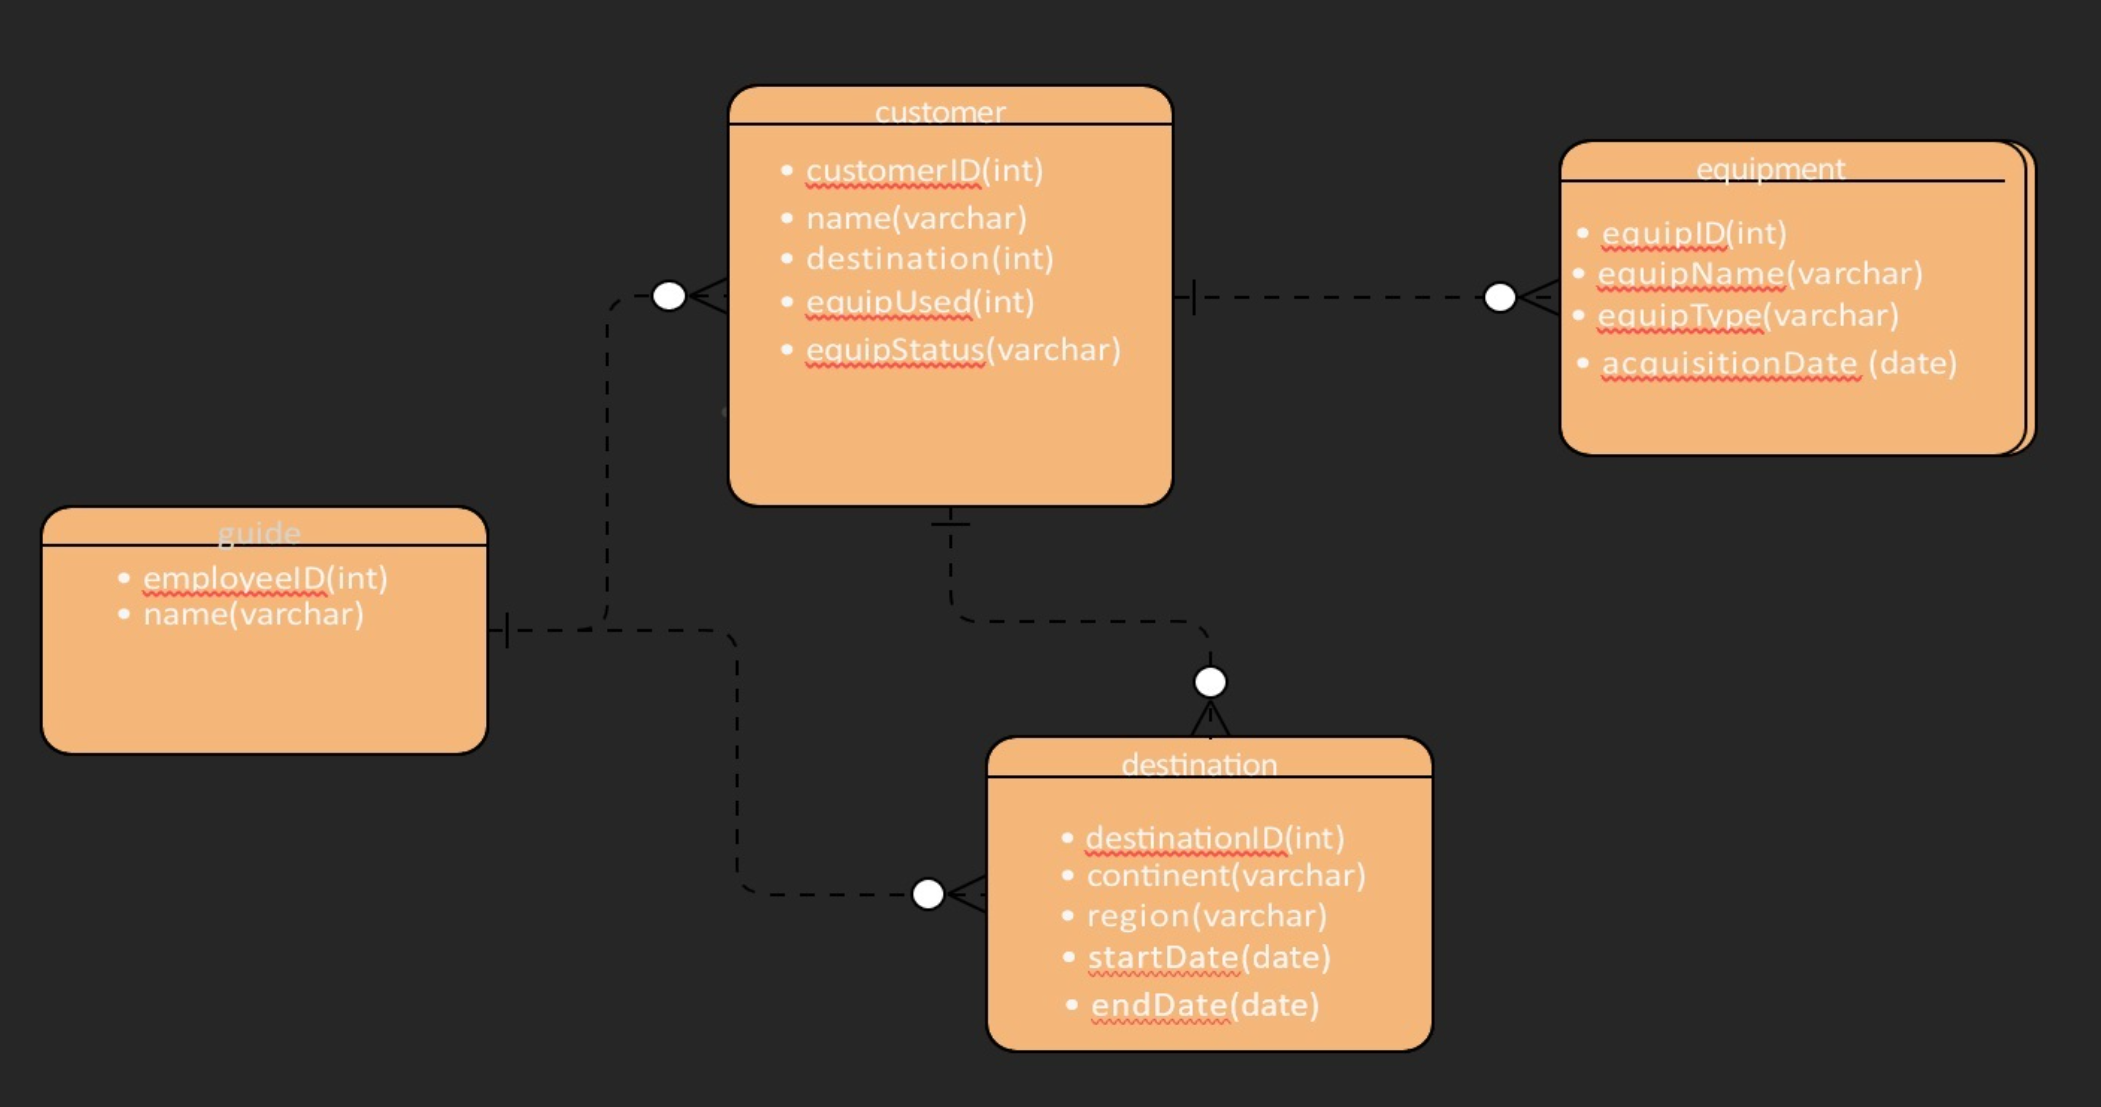 customer
• customerID(int)
• name(varchar)
• destination(int)
• equipUsed(int)
• equipStatus(varchar)
equipment
• equipID(int)
• equipName(varchar)
• equipType(varchar)
• acquisitionDate (date)
guide
• employeeID(int)
• name(varchar)
destination
• destinationID(int)
• continent(varchar)
• region(varchar)
• startDate(date)
• endDate(date)